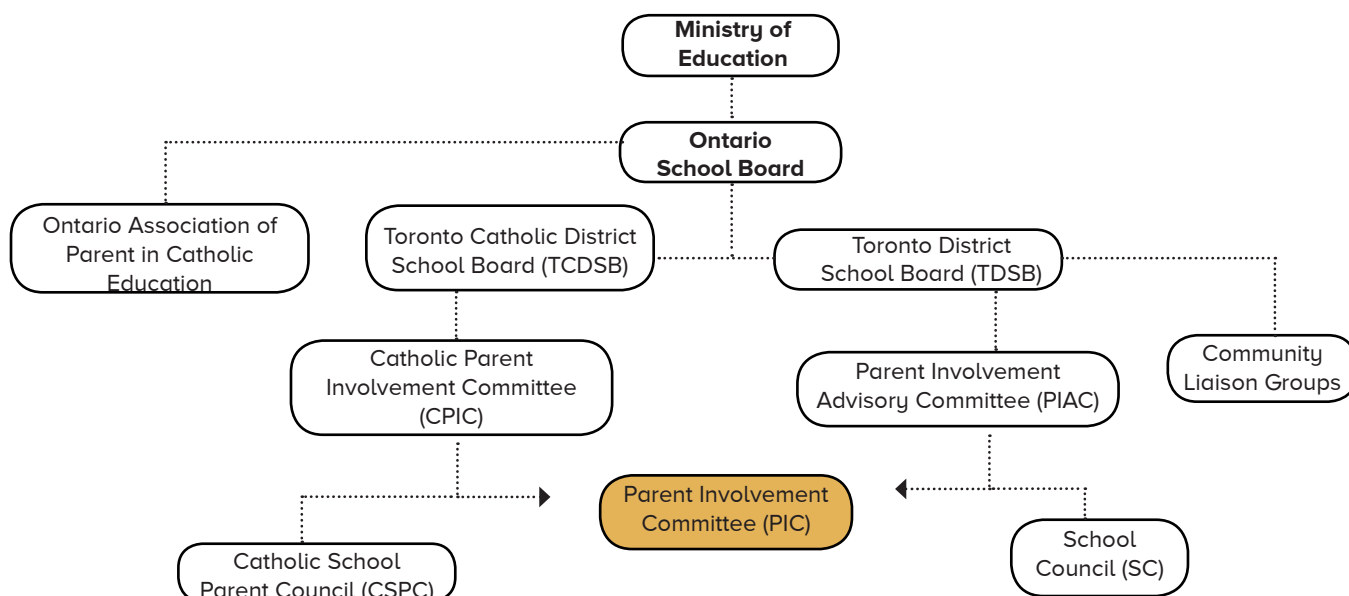 Ministry of
Education
Ontario
School Board
Ontario Association of
Parent in Catholic
Education
Toronto Catholic District
School Board (TCDSB)
Toronto District
School Board (TDSB)
Catholic Parent
Involvement Committee
(CPIC)
Parent Involvement
Advisory Committee (PIAC)
Community
Liaison Groups
Parent Involvement
Committee (PIC)
Catholic School
Parent Council (CSPC)
School
Council (SC)